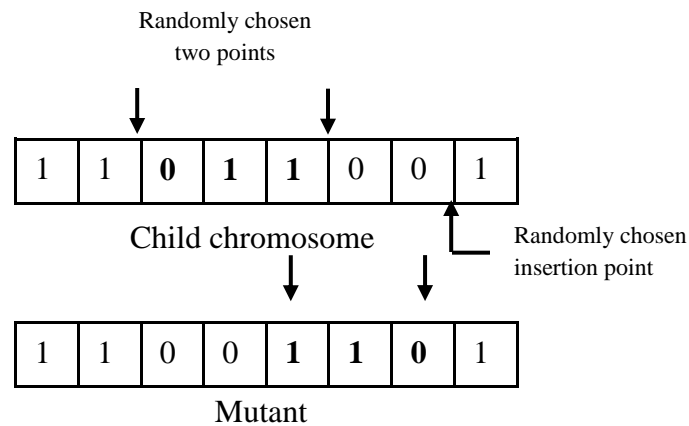 Randomly chosen
two points
1 1 0 1 1 0 0 1
Child chromosome
Randomly chosen
insertion point
1 1 0 0 1 1 0 1
Mutant